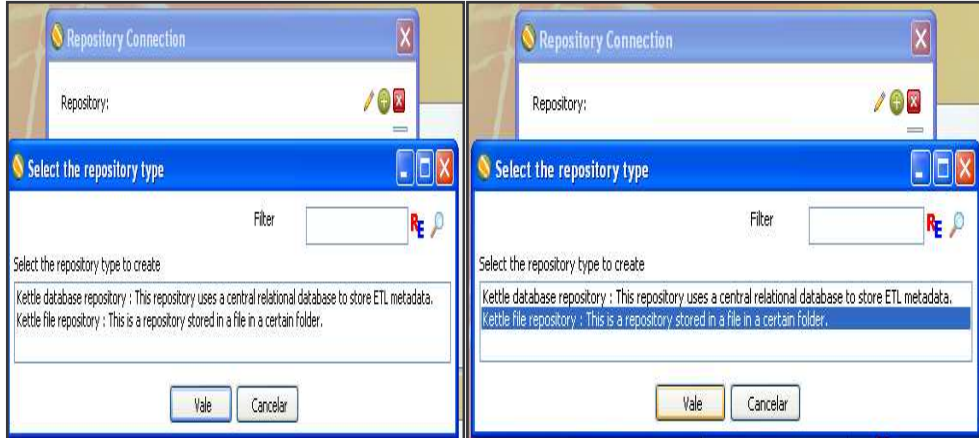 Repository Connection
Repository:
Select the repository type
Filter
RE
Select the repository type to create
Kettle database repository : This repository uses a central relational database to store ETL metadata.
Kettle file repository : This is a repository stored in a file in a certain folder.
Vale Cancelar
Repository Connection
Repository:
Select the repository type
Filter
RE
Select the repository type to create
Kettle database repository : This repository uses a central relational database to store ETL metadata.
Kettle file repository : This is a repository stored in a file in a certain folder.
Vale Cancelar